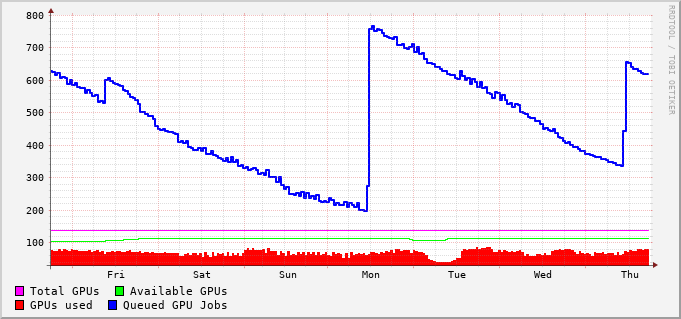 800
700
600
500
400
300
200
100
Fri Sat Sun Mon Tue Wed Thu
Total GPUs Available GPUs
GPUs used Queued GPU Jobs
RRDTOOL / TOBI OETIKER